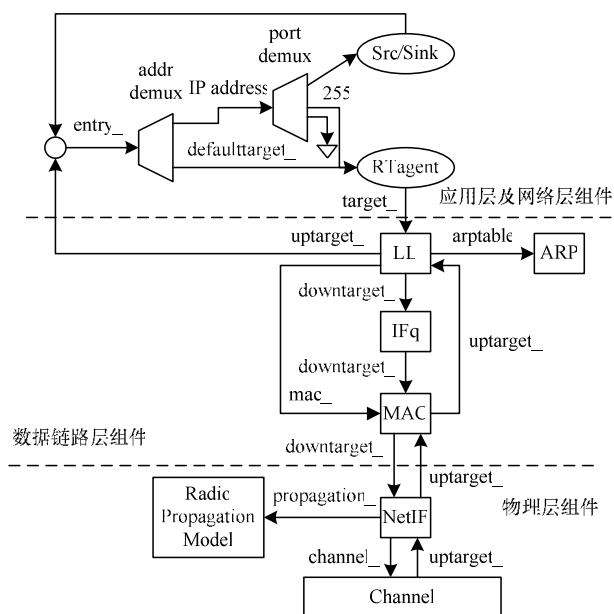 port
demux
Src/Sink
addr
demux
IP address
255
entry_
defaulttarget_
RTagent
target_
应用层及网络层组件
uptarget_
LL
arptable
ARP
downtarget_
IFq
uptarget_
downtarget_
mac_
MAC
数据链路层组件
downtarget_
uptarget_
物理层组件
Radio
Propagation
Model
propagation_
NetIF
channel_
uptarget_
Channel